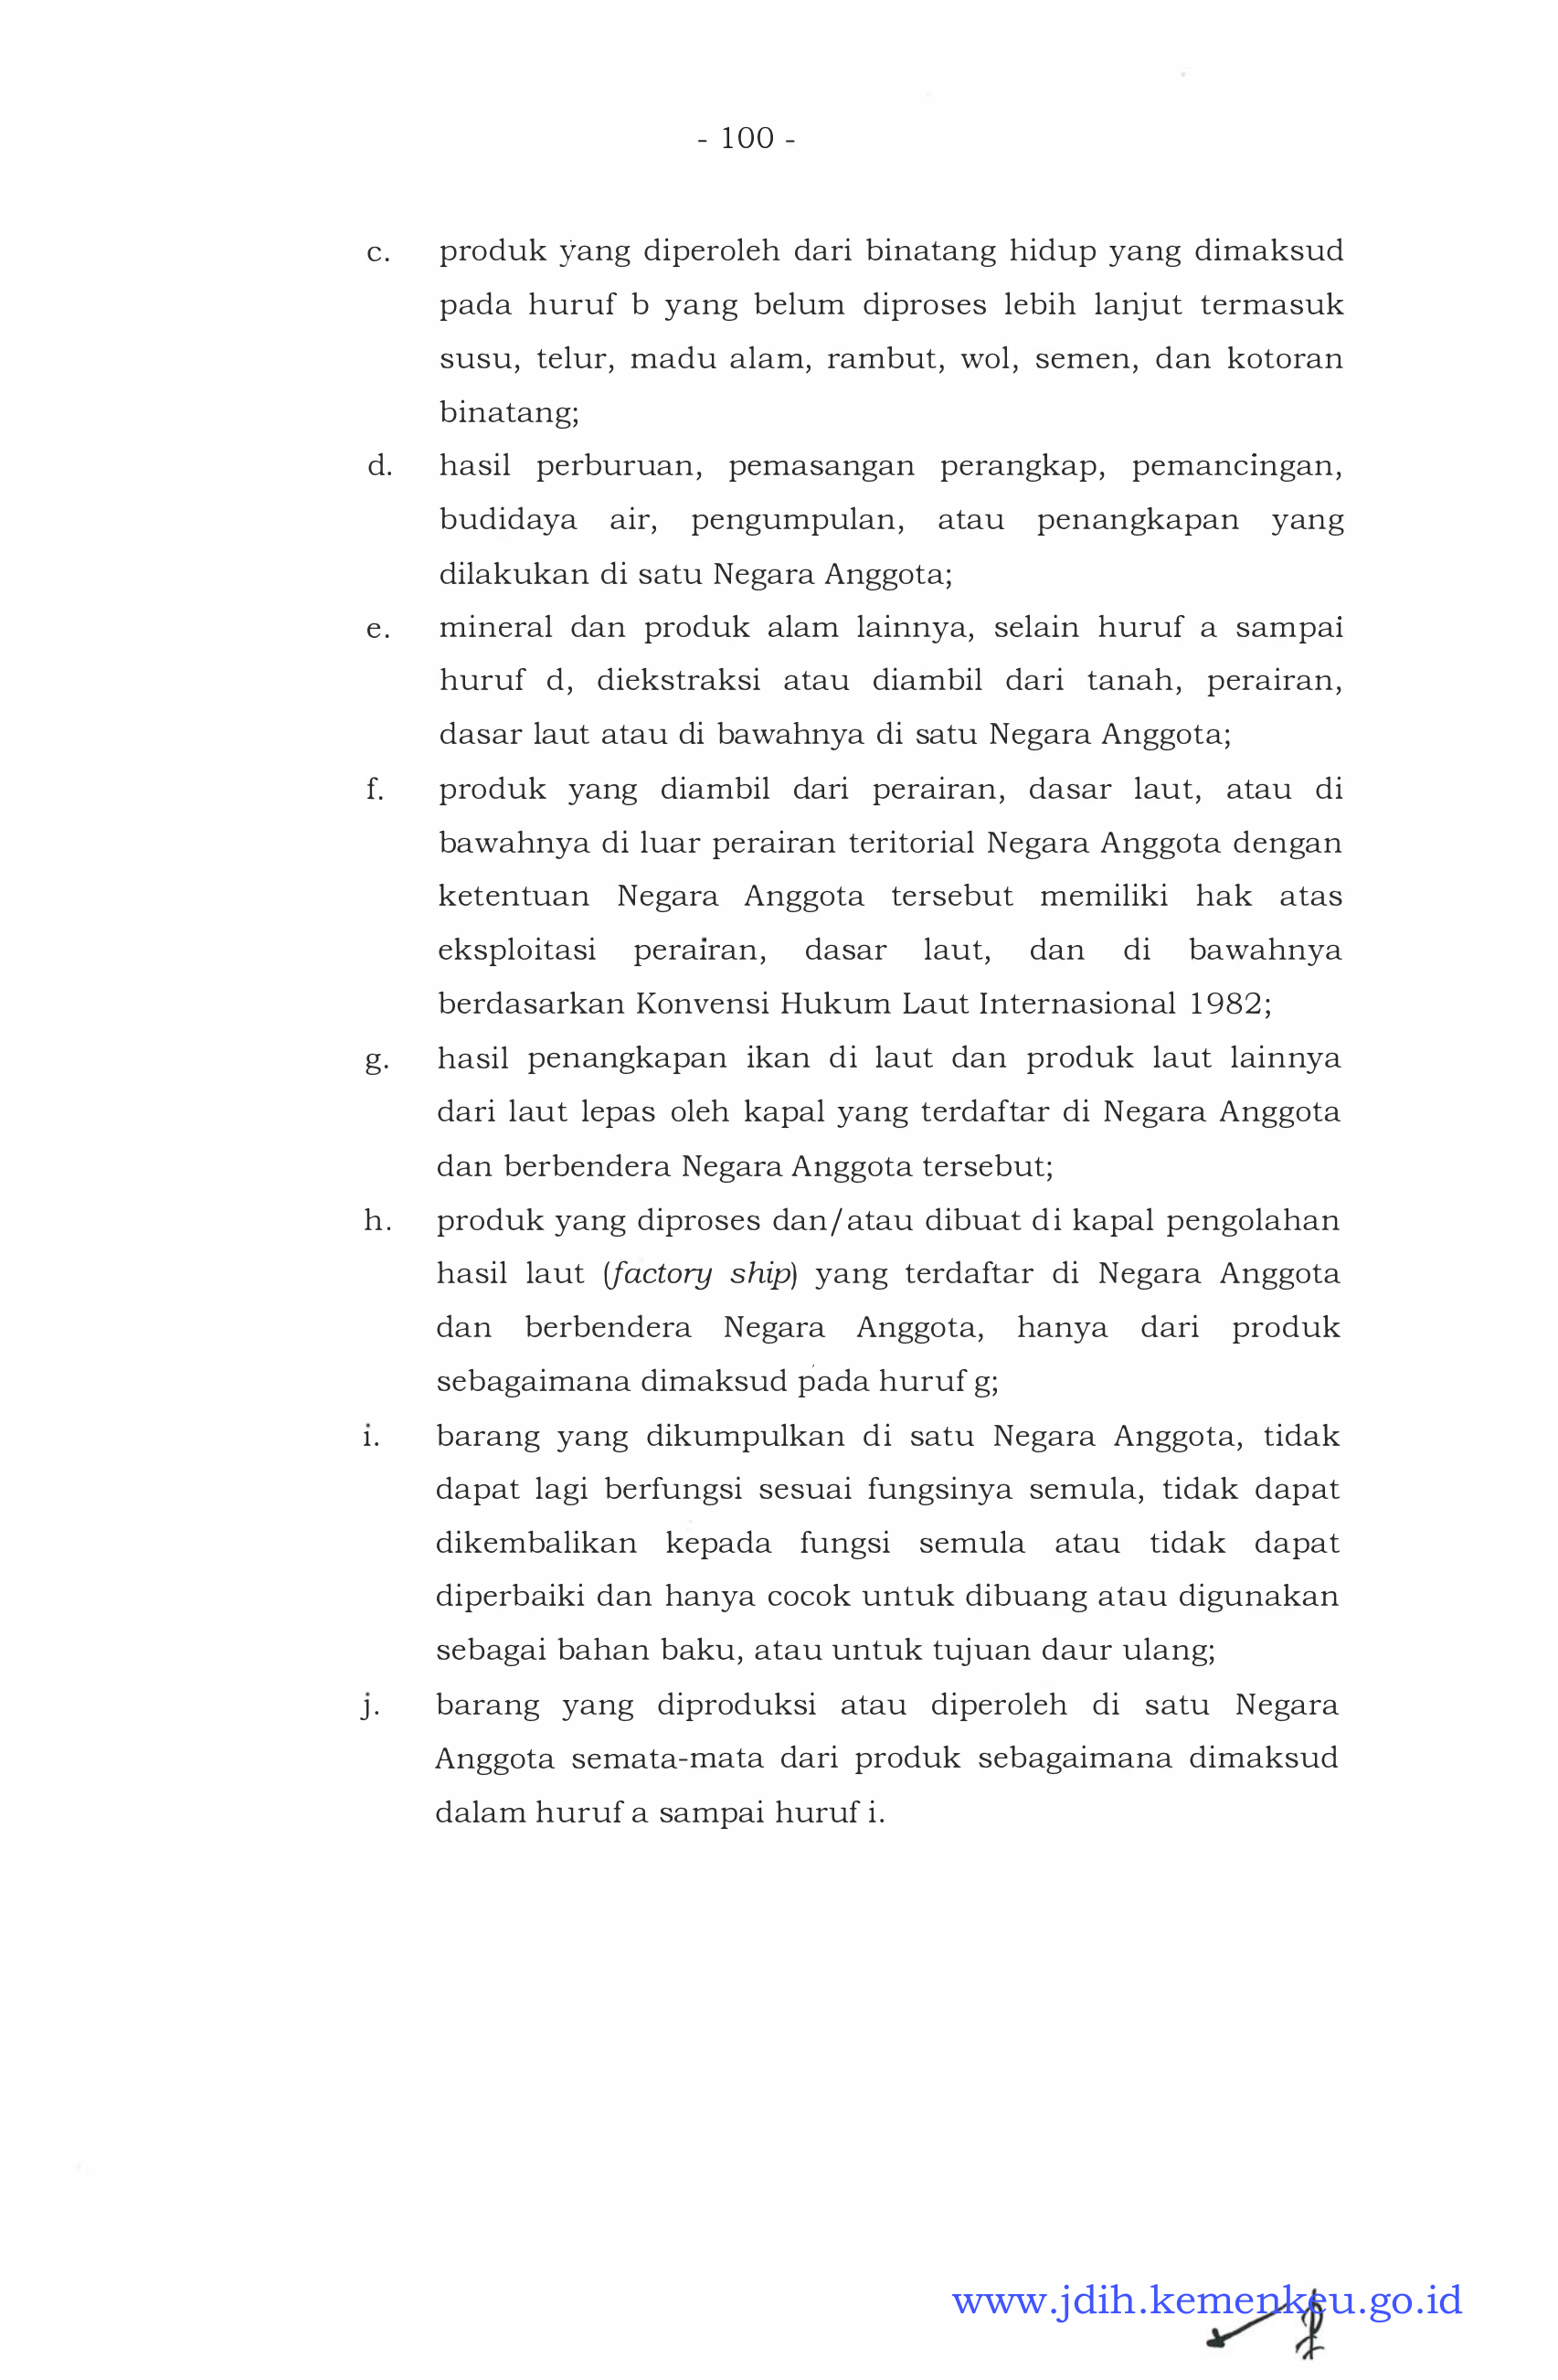 - 100 -
c. produk yang diperoleh dari binatang hidup yang dimaksud
pada huruf b yang belum diproses lebih lanjut termasuk
susu, telur, madu alam, rambut, wol, semen, dan kotoran
binatang;
d. hasil perburuan, pemasangan perangkap, pemancingan,
budidaya air, pengumpulan, atau penangkapan yang
dilakukan di satu Negara Anggota;
e. mineral dan produk alam lainnya, selain huruf a sampai
huruf d, diekstraksi atau diambil dari tanah, perairan,
dasar laut atau di bawahnya di satu Negara Anggota;
f. produk yang diambil dari perairan, dasar laut, atau di
bawahnya di luar perairan teritorial Negara Anggota dengan
ketentuan Negara Anggota tersebut memiliki hak atas
eksploitasi perairan, dasar laut, dan di bawahnya
berdasarkan Konvensi Hukum Laut Internasional 1982;
g. hasil penangkapan ikan di laut dan produk laut lainnya
dari laut lepas oleh kapal yang terdaftar di Negara Anggota
dan berbendera Negara Anggota tersebut;
h. produk yang diproses dan/atau dibuat di kapal pengolahan
hasil laut (factory ship) yang terdaftar di Negara Anggota
dan berbendera Negara Anggota, hanya dari produk
sebagaimana dimaksud pada huruf g;
i. barang yang dikumpulkan di satu Negara Anggota, tidak
dapat lagi berfungsi sesuai fungsinya semula, tidak dapat
dikembalikan kepada fungsi semula atau tidak dapat
diperbaiki dan hanya cocok untuk dibuang atau digunakan
sebagai bahan baku, atau untuk tujuan daur ulang;
j. barang yang diproduksi atau diperoleh di satu Negara
Anggota semata-mata dari produk sebagaimana dimaksud
dalam huruf a sampai huruf i.
www.jdih.kemenkeu.go.id